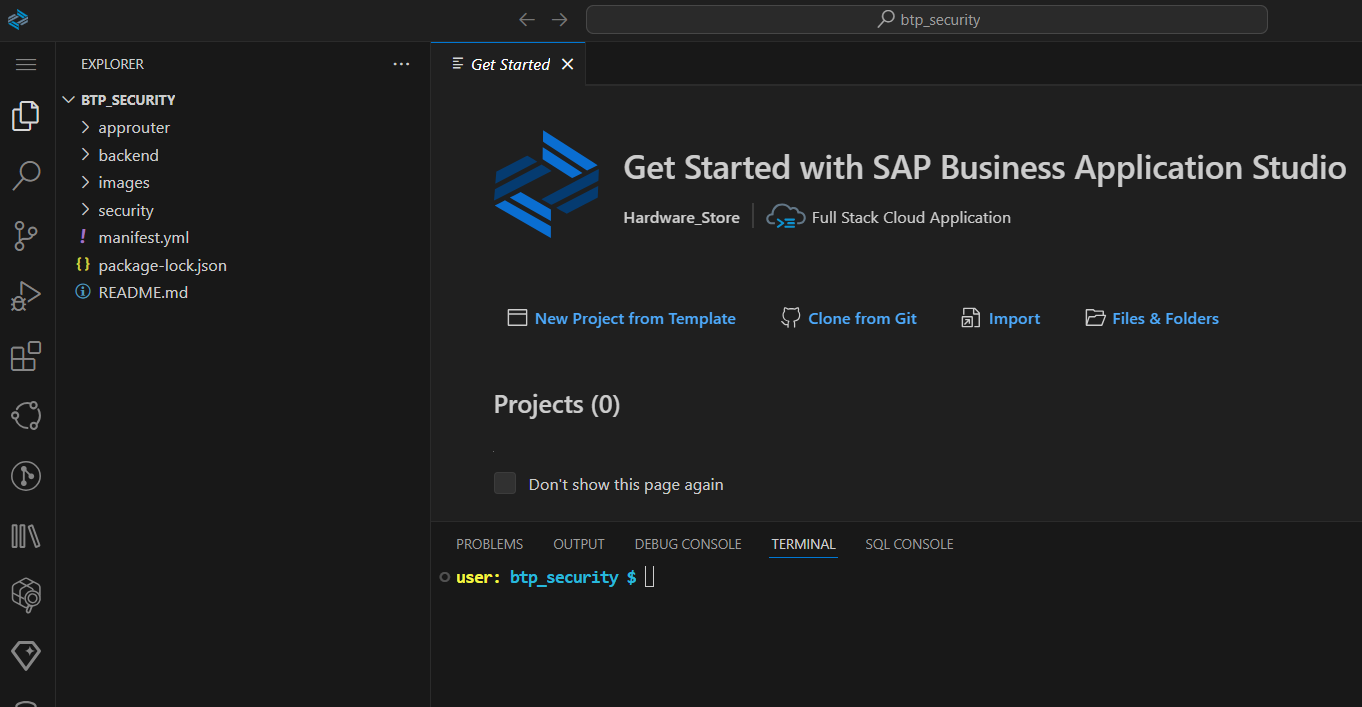 btp_security
EXPLORER
Get Started
BTP_SECURITY
approuter
backend
images
security
! manifest.yml
{} package-lock.json
README.md
Get Started with SAP Business Application Studio
Hardware_Store
Full Stack Cloud Application
New Project from Template
Clone from Git
Import
Files & Folders
Projects (0)
Don't show this page again
PROBLEMS OUTPUT DEBUG CONSOLE TERMINAL SQL CONSOLE
user: btp_security $